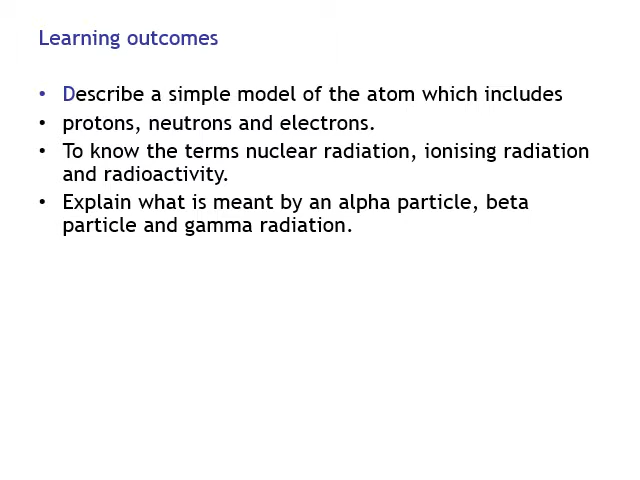 Learning outcomes
• Describe a simple model of the atom which includes
• protons, neutrons and electrons.
• To know the terms nuclear radiation, ionising radiation
and radioactivity.
• Explain what is meant by an alpha particle, beta
particle and gamma radiation.